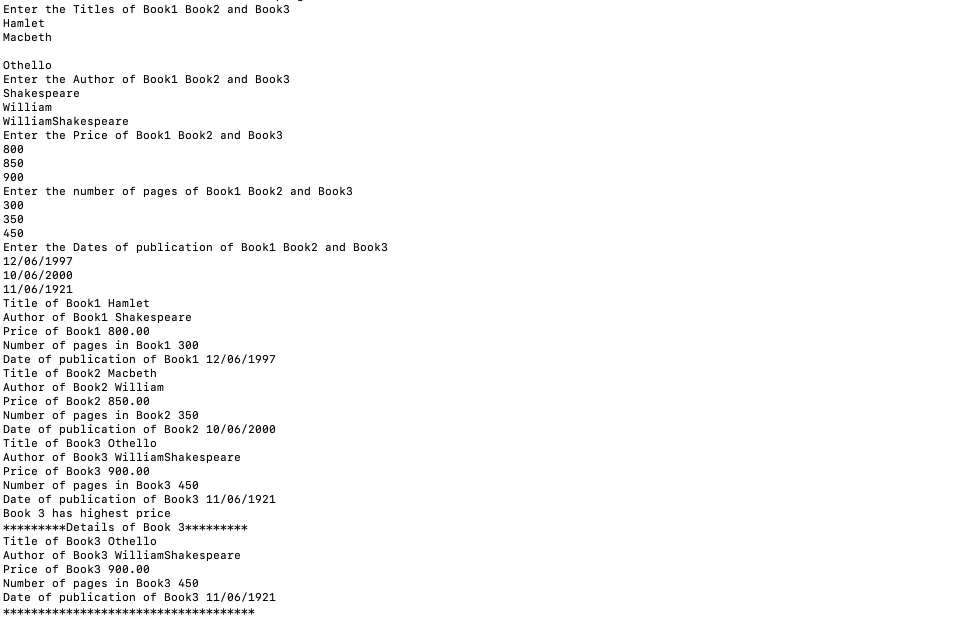 Enter the Titles of Book1 Book2 and Book3
Hamlet
Macbeth

Othello
Enter the Author of Book1 Book2 and Book3
Shakespeare
William
WilliamShakespeare
Enter the Price of Book1 Book2 and Book3
800
850
900
Enter the number of pages of Book1 Book2 and Book3
300
350
450
Enter the Dates of publication of Book1 Book2 and Book3
12/06/1997
10/06/2000
11/06/1921
Title of Book1 Hamlet
Author of Book1 Shakespeare
Price of Book1 800.00
Number of pages in Book1 300
Date of publication of Book1 12/06/1997
Title of Book2 Macbeth
Author of Book2 William
Price of Book2 850.00
Number of pages in Book2 350
Date of publication of Book2 10/06/2000
Title of Book3 Othello
Author of Book3 WilliamShakespeare
Price of Book3 900.00
Number of pages in Book3 450
Date of publication of Book3 11/06/1921
Book 3 has highest price
*********Details of Book 3*********
Title of Book3 Othello
Author of Book3 WilliamShakespeare
Price of Book3 900.00
Number of pages in Book3 450
Date of publication of Book3 11/06/1921
************************************